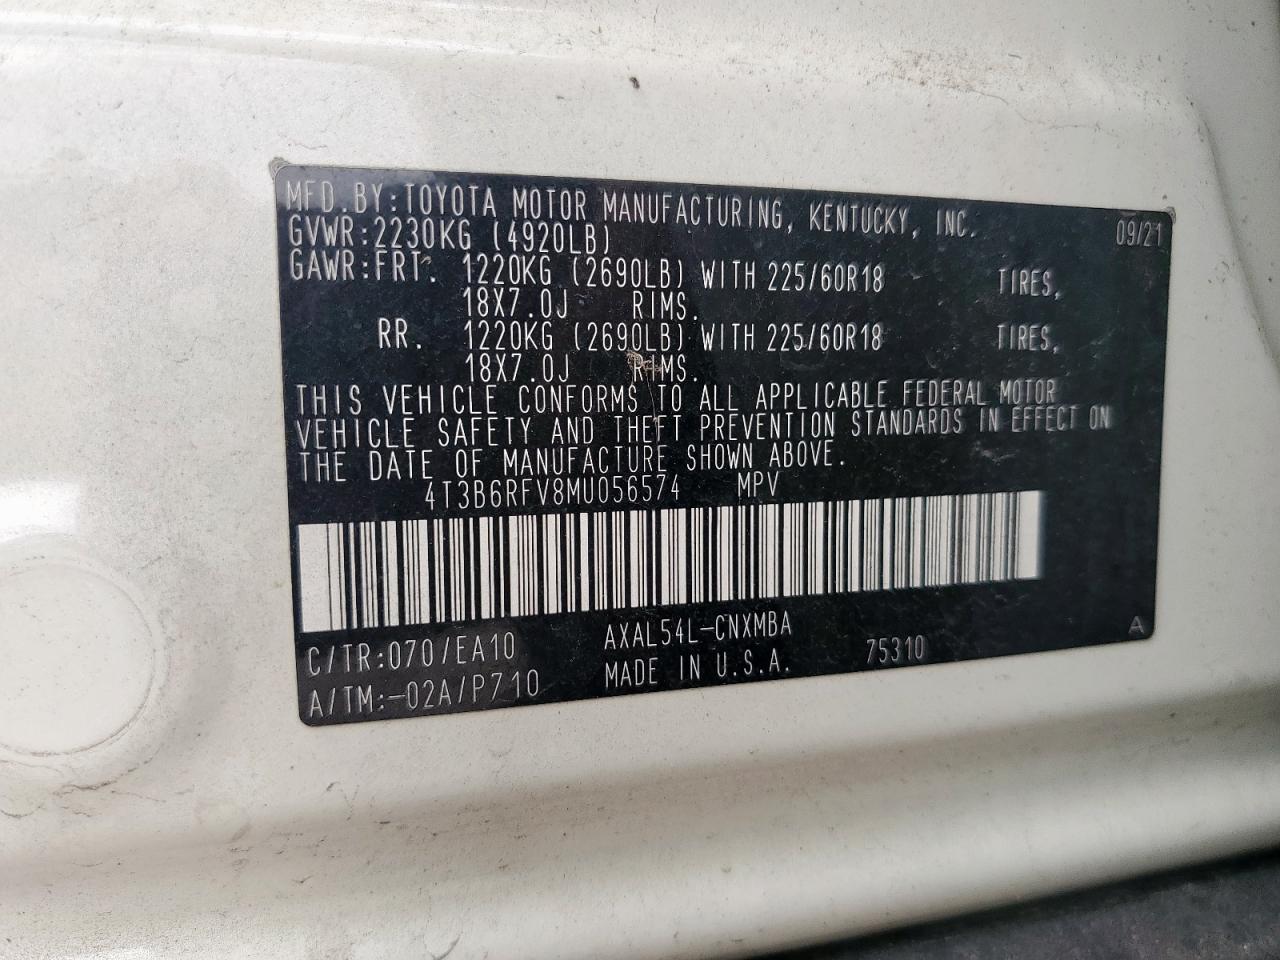 MFD.BY:TOYOTA MOTOR MANUFACTURING, KENTUCKY, INC. 09/21
GVWR:2230KG (4920LB)
GAWR:FRT. 1220KG (2690LB) WITH 225/60R18 TIRES,
18X7.0J RIMS.
RR. 1220KG (2690LB) WITH 225/60R18 TIRES,
18X7.0J RIMS.
THIS VEHICLE CONFORMS TO ALL APPLICABLE FEDERAL MOTOR
VEHICLE SAFETY AND THEFT PREVENTION STANDARDS IN EFFECT ON
THE DATE OF MANUFACTURE SHOWN ABOVE.
4T3B6RFV8MU056574 MPV
C/TR:070/EA10 AXAL54L-CNXMBA A
A/TM:-02A/P710 MADE IN U.S.A. 75310